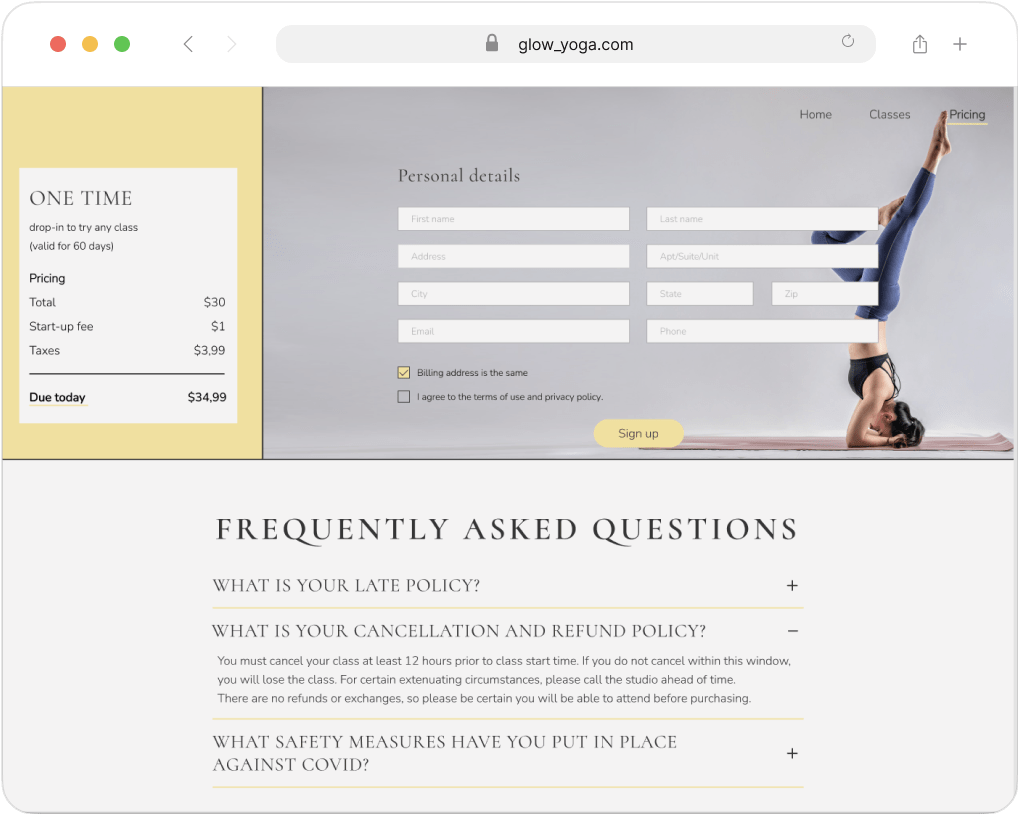 glow_yoga.com
Home Classes Pricing
ONE TIME
drop-in to try any class
(valid for 60 days)
Pricing
Total $30
Start-up fee $1
Taxes $3,99
Due today $34,99
Personal details
First name Last name
Address Apt/Suito/Unit
City State Zip
Email Phone
Billing address is the same
I agree to the terms of use and privacy policy.
Sign up
FREQUENTLY ASKED QUESTIONS
WHAT IS YOUR LATE POLICY? +
WHAT IS YOUR CANCELLATION AND REFUND POLICY? –
You must cancel your class at least 12 hours prior to class start time. If you do not cancel within this window,
you will lose the class. For certain extenuating circumstances, please call the studio ahead of time.
There are no refunds or exchanges, so please be certain you will be able to attend before purchasing.
WHAT SAFETY MEASURES HAVE YOU PUT IN PLACE +
AGAINST COVID?